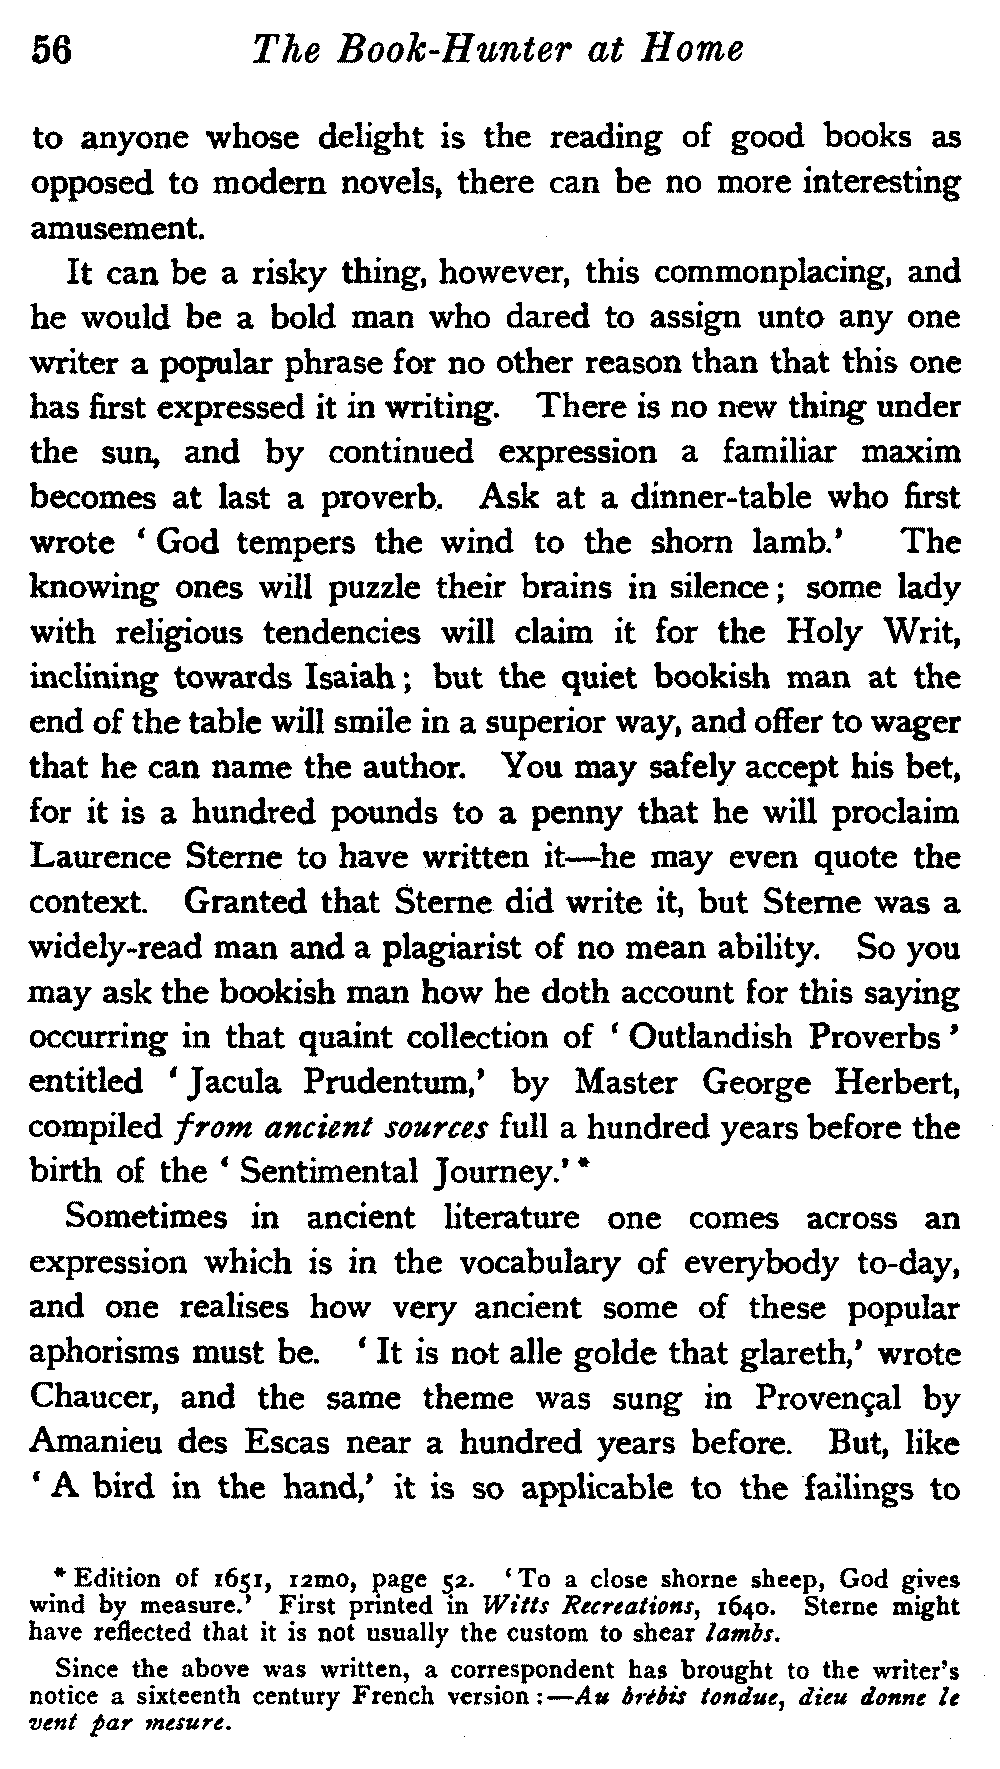 56 The Book-Hunter at Home
to anyone whose delight is the reading of good books as
opposed to modern novels, there can be no more interesting
amusement.
It can be a risky thing, however, this commonplacing, and
he would be a bold man who dared to assign unto any one
writer a popular phrase for no other reason than that this one
has first expressed it in writing. There is no new thing under
the sun, and by continued expression a familiar maxim
becomes at last a proverb. Ask at a dinner-table who first
wrote ‘ God tempers the wind to the shorn lamb.’ The
knowing ones will puzzle their brains in silence ; some lady
with religious tendencies will claim it for the Holy Writ,
inclining towards Isaiah ; but the quiet bookish man at the
end of the table will smile in a superior way, and offer to wager
that he can name the author. You may safely accept his bet,
for it is a hundred pounds to a penny that he will proclaim
Laurence Sterne to have written it—he may even quote the
context. Granted that Sterne did write it, but Sterne was a
widely-read man and a plagiarist of no mean ability. So you
may ask the bookish man how he doth account for this saying
occurring in that quaint collection of ‘ Outlandish Proverbs ’
entitled ‘ Jacula Prudentum,’ by Master George Herbert,
compiled from ancient sources full a hundred years before the
birth of the ‘ Sentimental Journey.’ *
Sometimes in ancient literature one comes across an
expression which is in the vocabulary of everybody to-day,
and one realises how very ancient some of these popular
aphorisms must be. ‘ It is not alle golde that glareth,’ wrote
Chaucer, and the same theme was sung in Provençal by
Amanieu des Escas near a hundred years before. But, like
‘ A bird in the hand,’ it is so applicable to the failings to
* Edition of 1651, 12mo, page 52. ‘ To a close shorne sheep, God gives
wind by measure.’ First printed in Witts Recreations, 1640. Sterne might
have reflected that it is not usually the custom to shear lambs.
Since the above was written, a correspondent has brought to the writer’s
notice a sixteenth century French version :—Au brébis tondue, dieu donne le
vent par mesure.